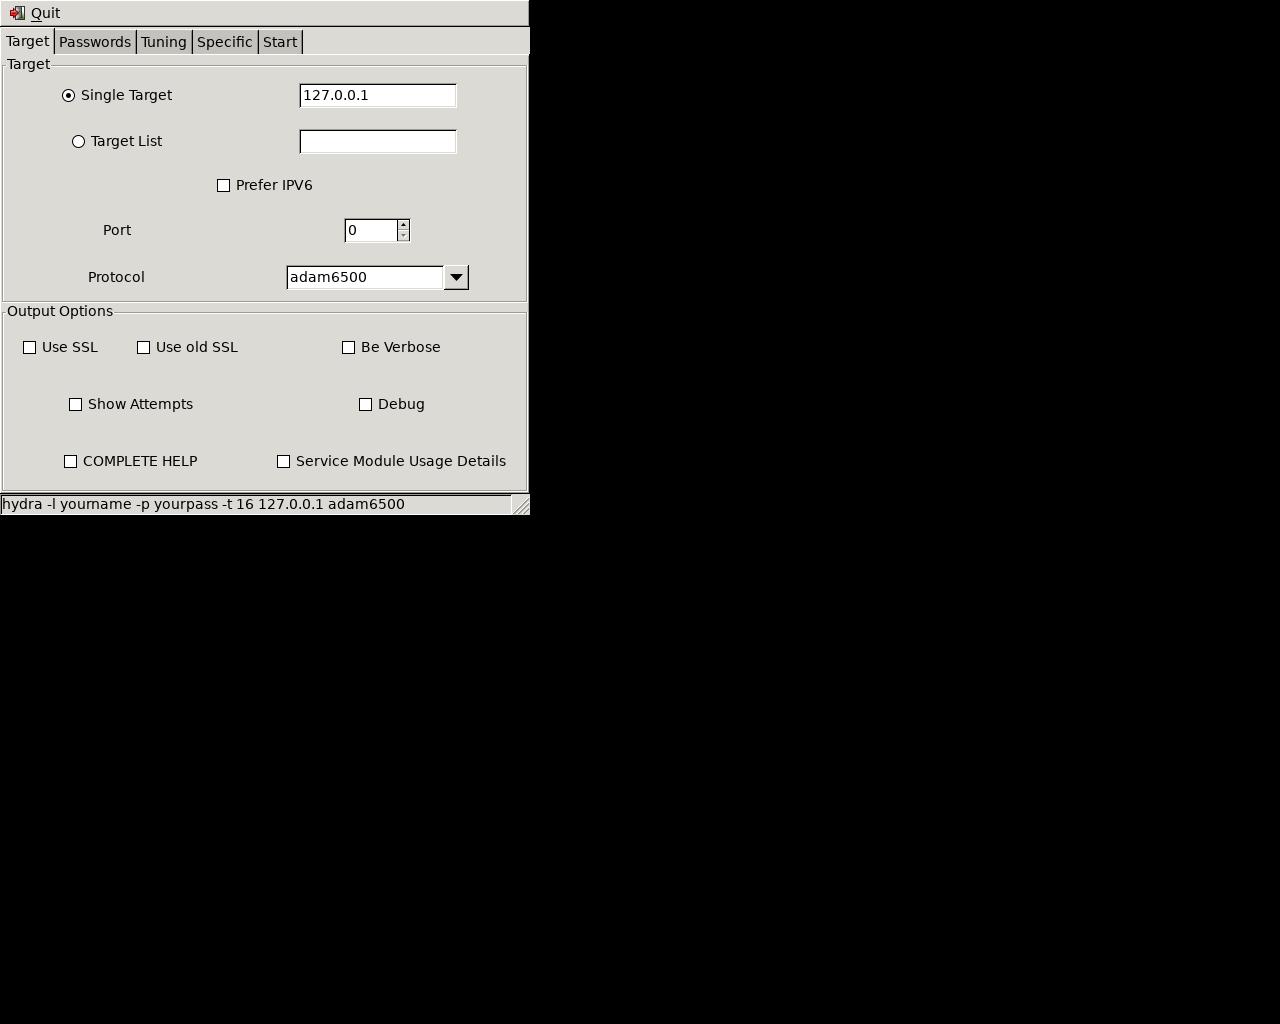 Quit
Target Passwords Tuning Specific Start
Target
Single Target 127.0.0.1
Target List
Prefer IPV6
Port 0
Protocol adam6500
Output Options
Use SSL Use old SSL Be Verbose
Show Attempts Debug
COMPLETE HELP Service Module Usage Details
hydra -l yourname -p yourpass -t 16 127.0.0.1 adam6500